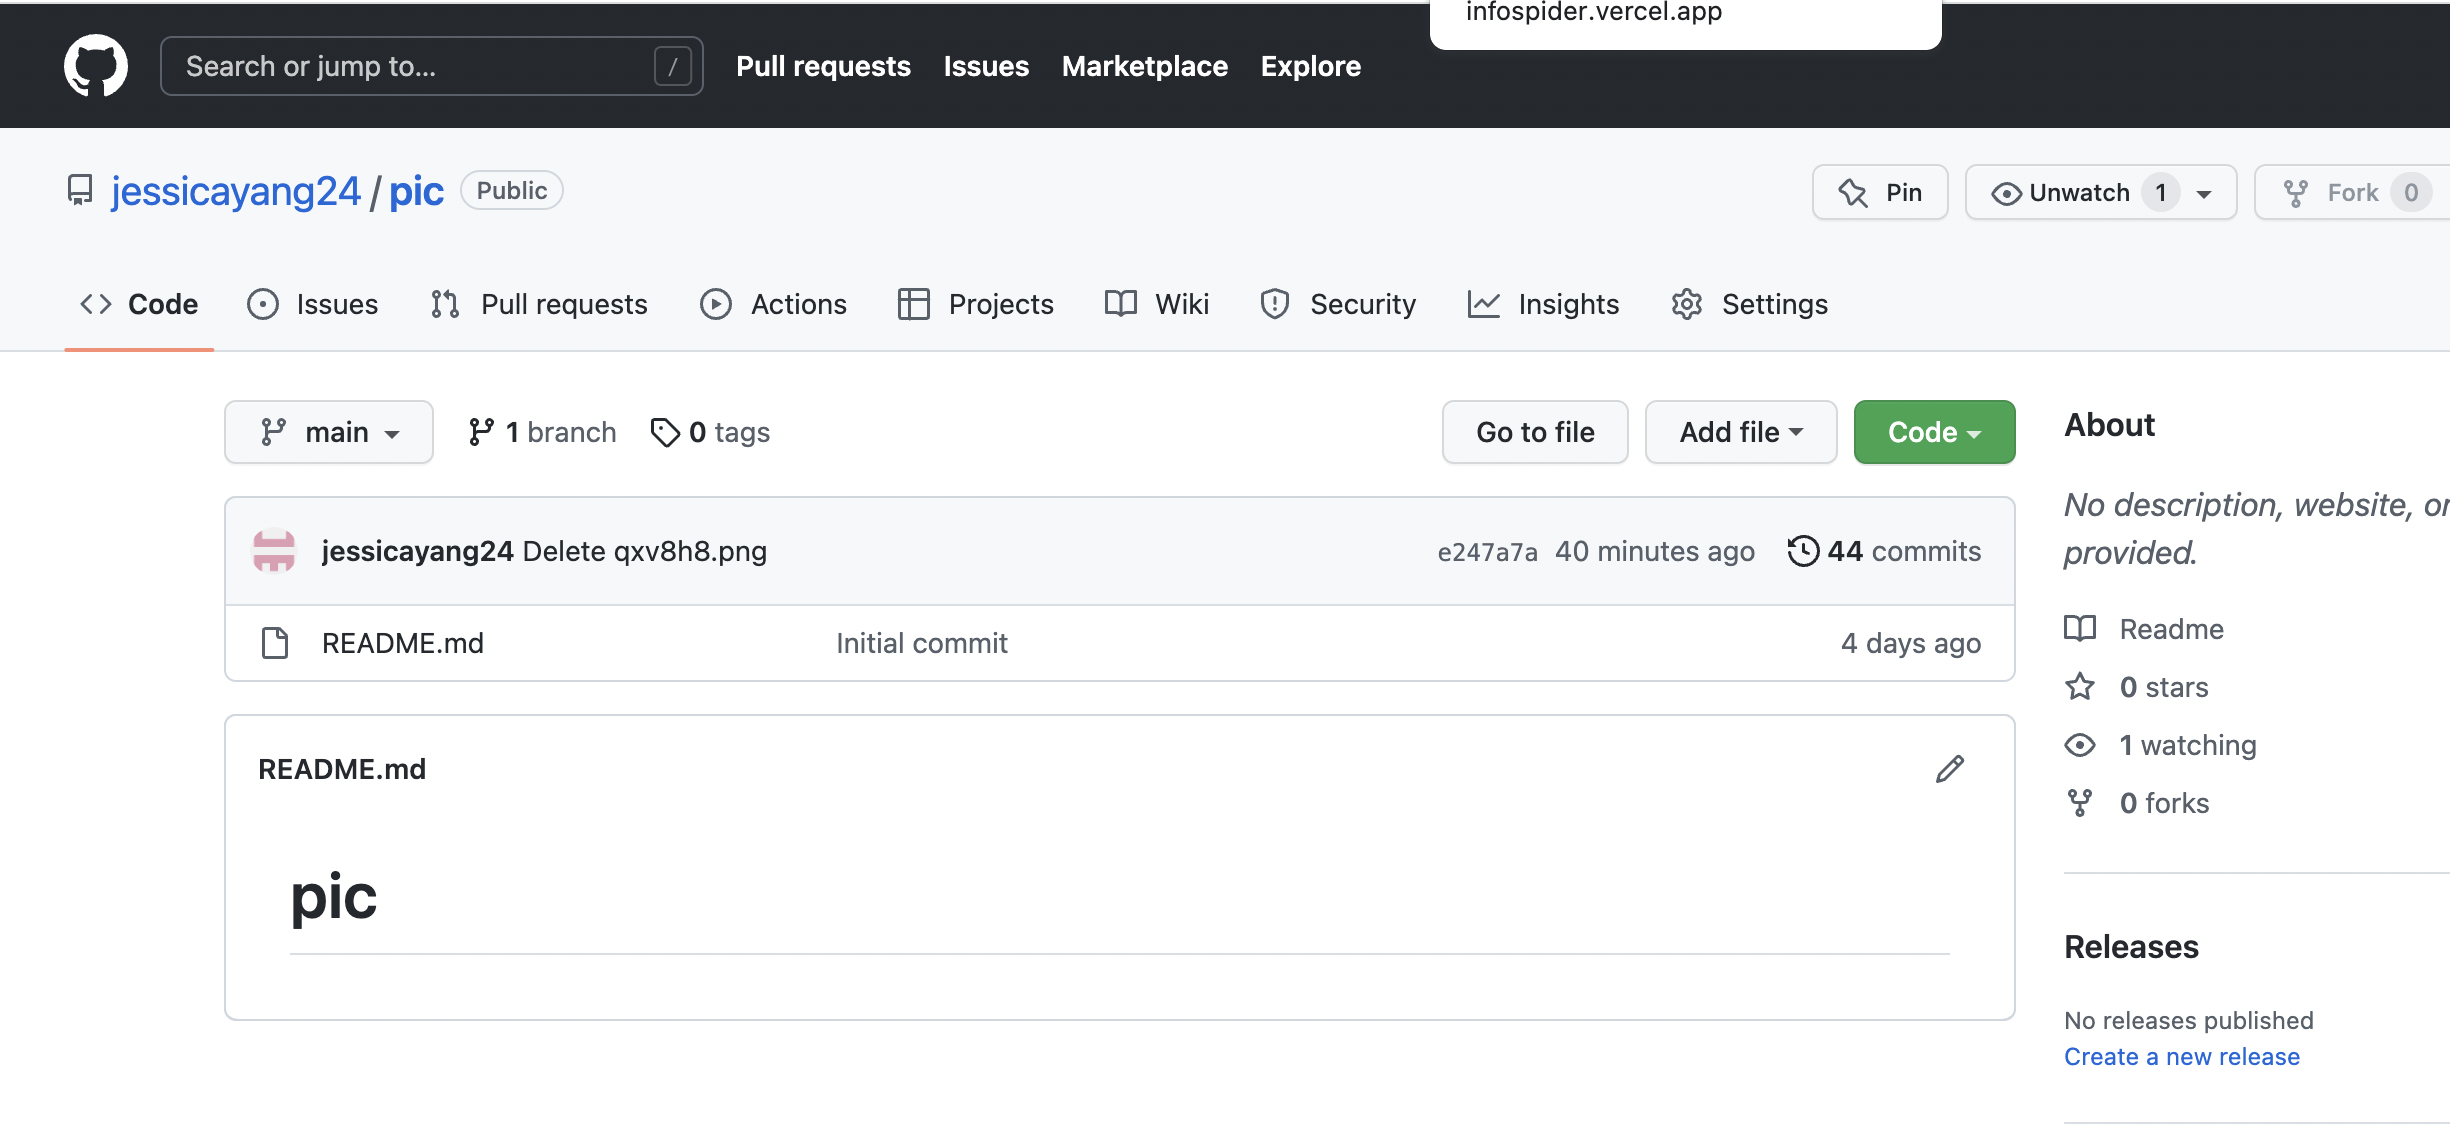 infospider.vercel.app
Search or jump to... /
Pull requests Issues Marketplace Explore
jessicayang24 / pic Public
Pin Unwatch 1 Fork 0
Code Issues Pull requests Actions Projects Wiki Security Insights Settings
main 1 branch 0 tags Go to file Add file Code
jessicayang24 Delete qxv8h8.png e247a7a 40 minutes ago 44 commits
README.md Initial commit 4 days ago
README.md
pic
About
No description, website, or
provided.
Readme
0 stars
1 watching
0 forks
Releases
No releases published
Create a new release